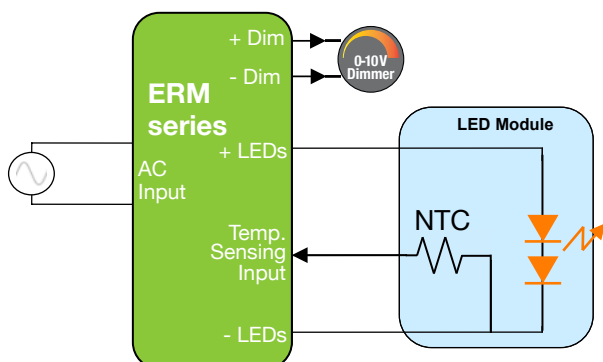 + Dim
- Dim
0-10V
Dimmer
ERM
series
+ LEDs
LED Module
AC
Input
Temp.
Sensing
Input
NTC
- LEDs